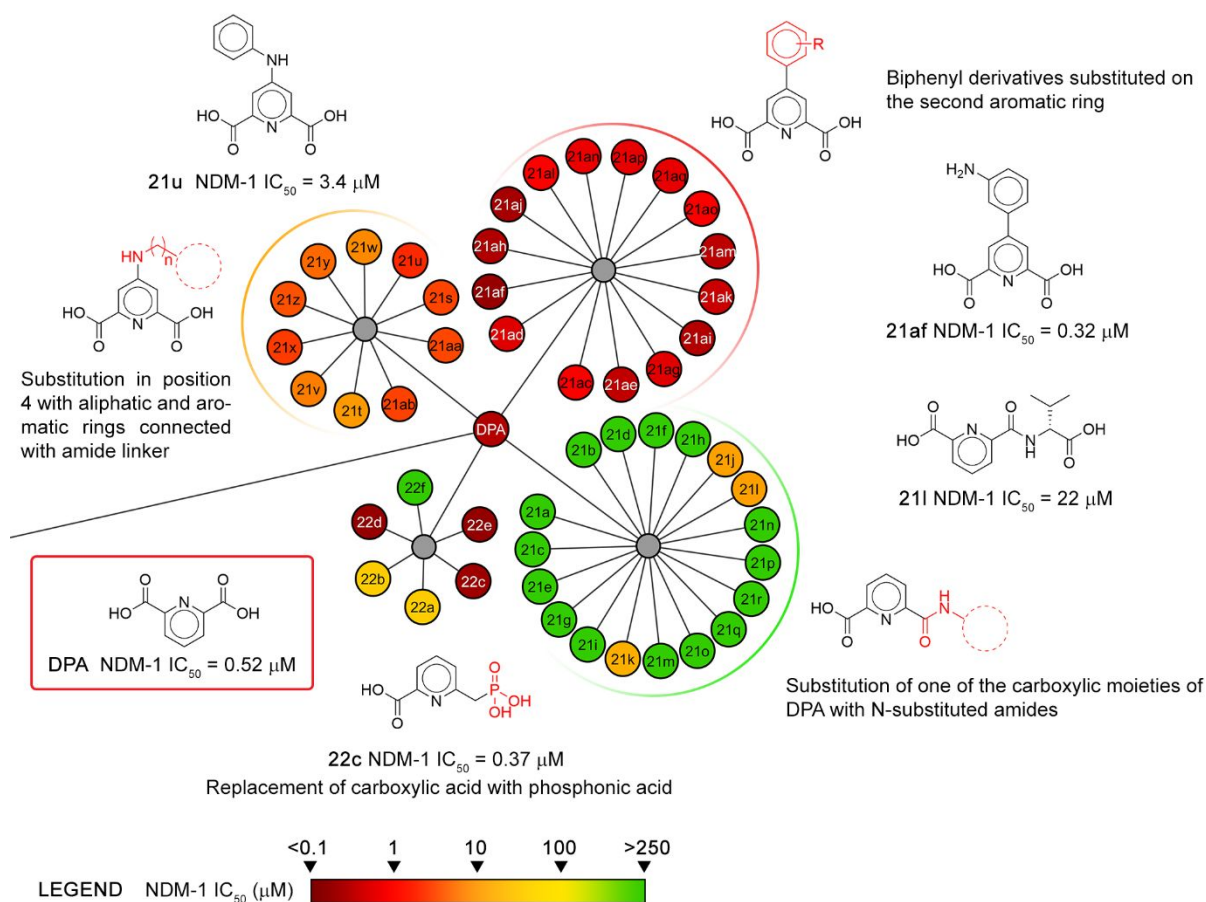 NH
HO
OH
O
N
O
21u NDM-1 IC50 = 3.4 μM
R
HO
OH
O
N
O
Biphenyl derivatives substituted on
the second aromatic ring
H2N
HO
OH
O
N
O
21af NDM-1 IC50 = 0.32 μM
HN
( )n
HO
OH
O
N
O
Substitution in position
4 with aliphatic and aro-
matic rings connected
with amide linker
21w
21y
21u
21z
21s
21x
21aa
21v
21t
21ab
21an
21ap
21al
21aq
21aj
21ao
21ah
21am
21af
21ak
21ad
21ai
21ac
21ae
21ag
DPA
O
O
HO
N
N
H
OH
O
21l NDM-1 IC50 = 22 μM
22f
22d
22e
22b
22c
22a
21d
21f
21b
21h
21j
21l
21a
21n
21c
21p
21e
21r
21g
21q
21i
21o
21k
21m
O
O
HO
N
OH
DPA NDM-1 IC50 = 0.52 μM
HO
N
O
O
P
OH
OH
22c NDM-1 IC50 = 0.37 μM
Replacement of carboxylic acid with phosphonic acid
HO
N
H
N
O
O
Substitution of one of the carboxylic moieties of
DPA with N-substituted amides
<0.1 1 10 100 >250
LEGEND NDM-1 IC50 (μM)